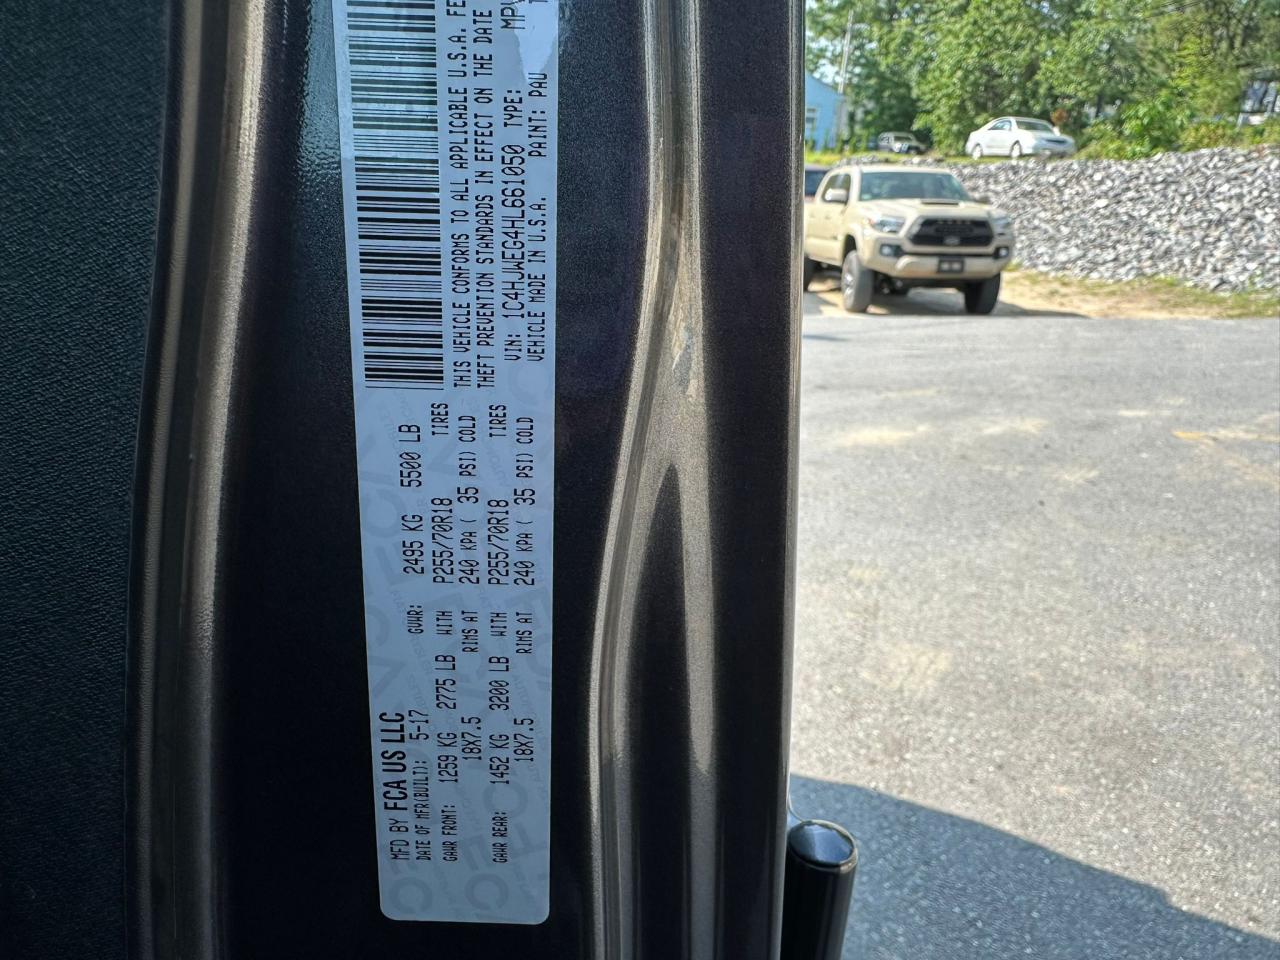 MFD BY FCA US LLC
DATE OF MFR(BUILT): 5-17 GVWR: 2495 KG 5500 LB
GAWR FRONT: 1259 KG 2775 LB WITH P255/70R18 TIRES
18X7.5 RIMS AT 240 KPA ( 35 PSI) COLD
GAWR REAR: 1452 KG 3200 LB WITH P255/70R18 TIRES
18X7.5 RIMS AT 240 KPA ( 35 PSI) COLD
THIS VEHICLE CONFORMS TO ALL APPLICABLE U.S.A. FE
THEFT PREVENTION STANDARDS IN EFFECT ON THE DATE
VIN: 1C4HJWEG4HL661050 TYPE: MPV
VEHICLE MADE IN U.S.A. PAINT: PAU